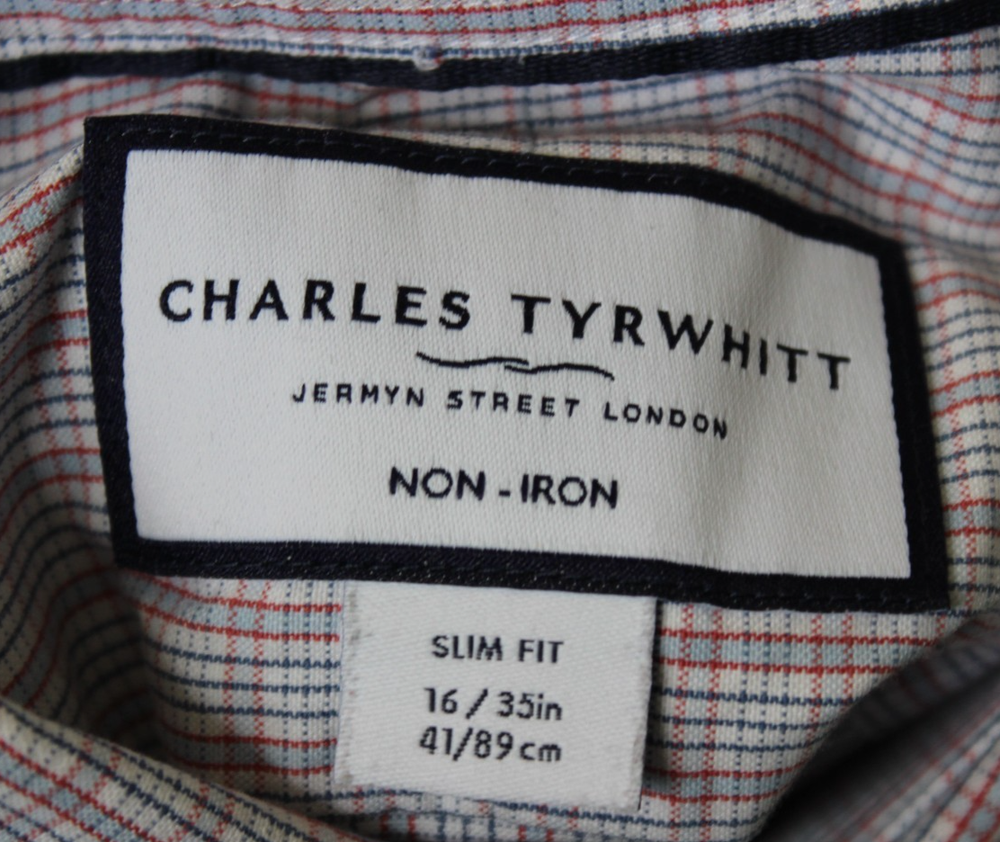 CHARLES TYRWHITT
JERMYN STREET LONDON
NON-IRON
SLIM FIT
16/35in
41/89cm